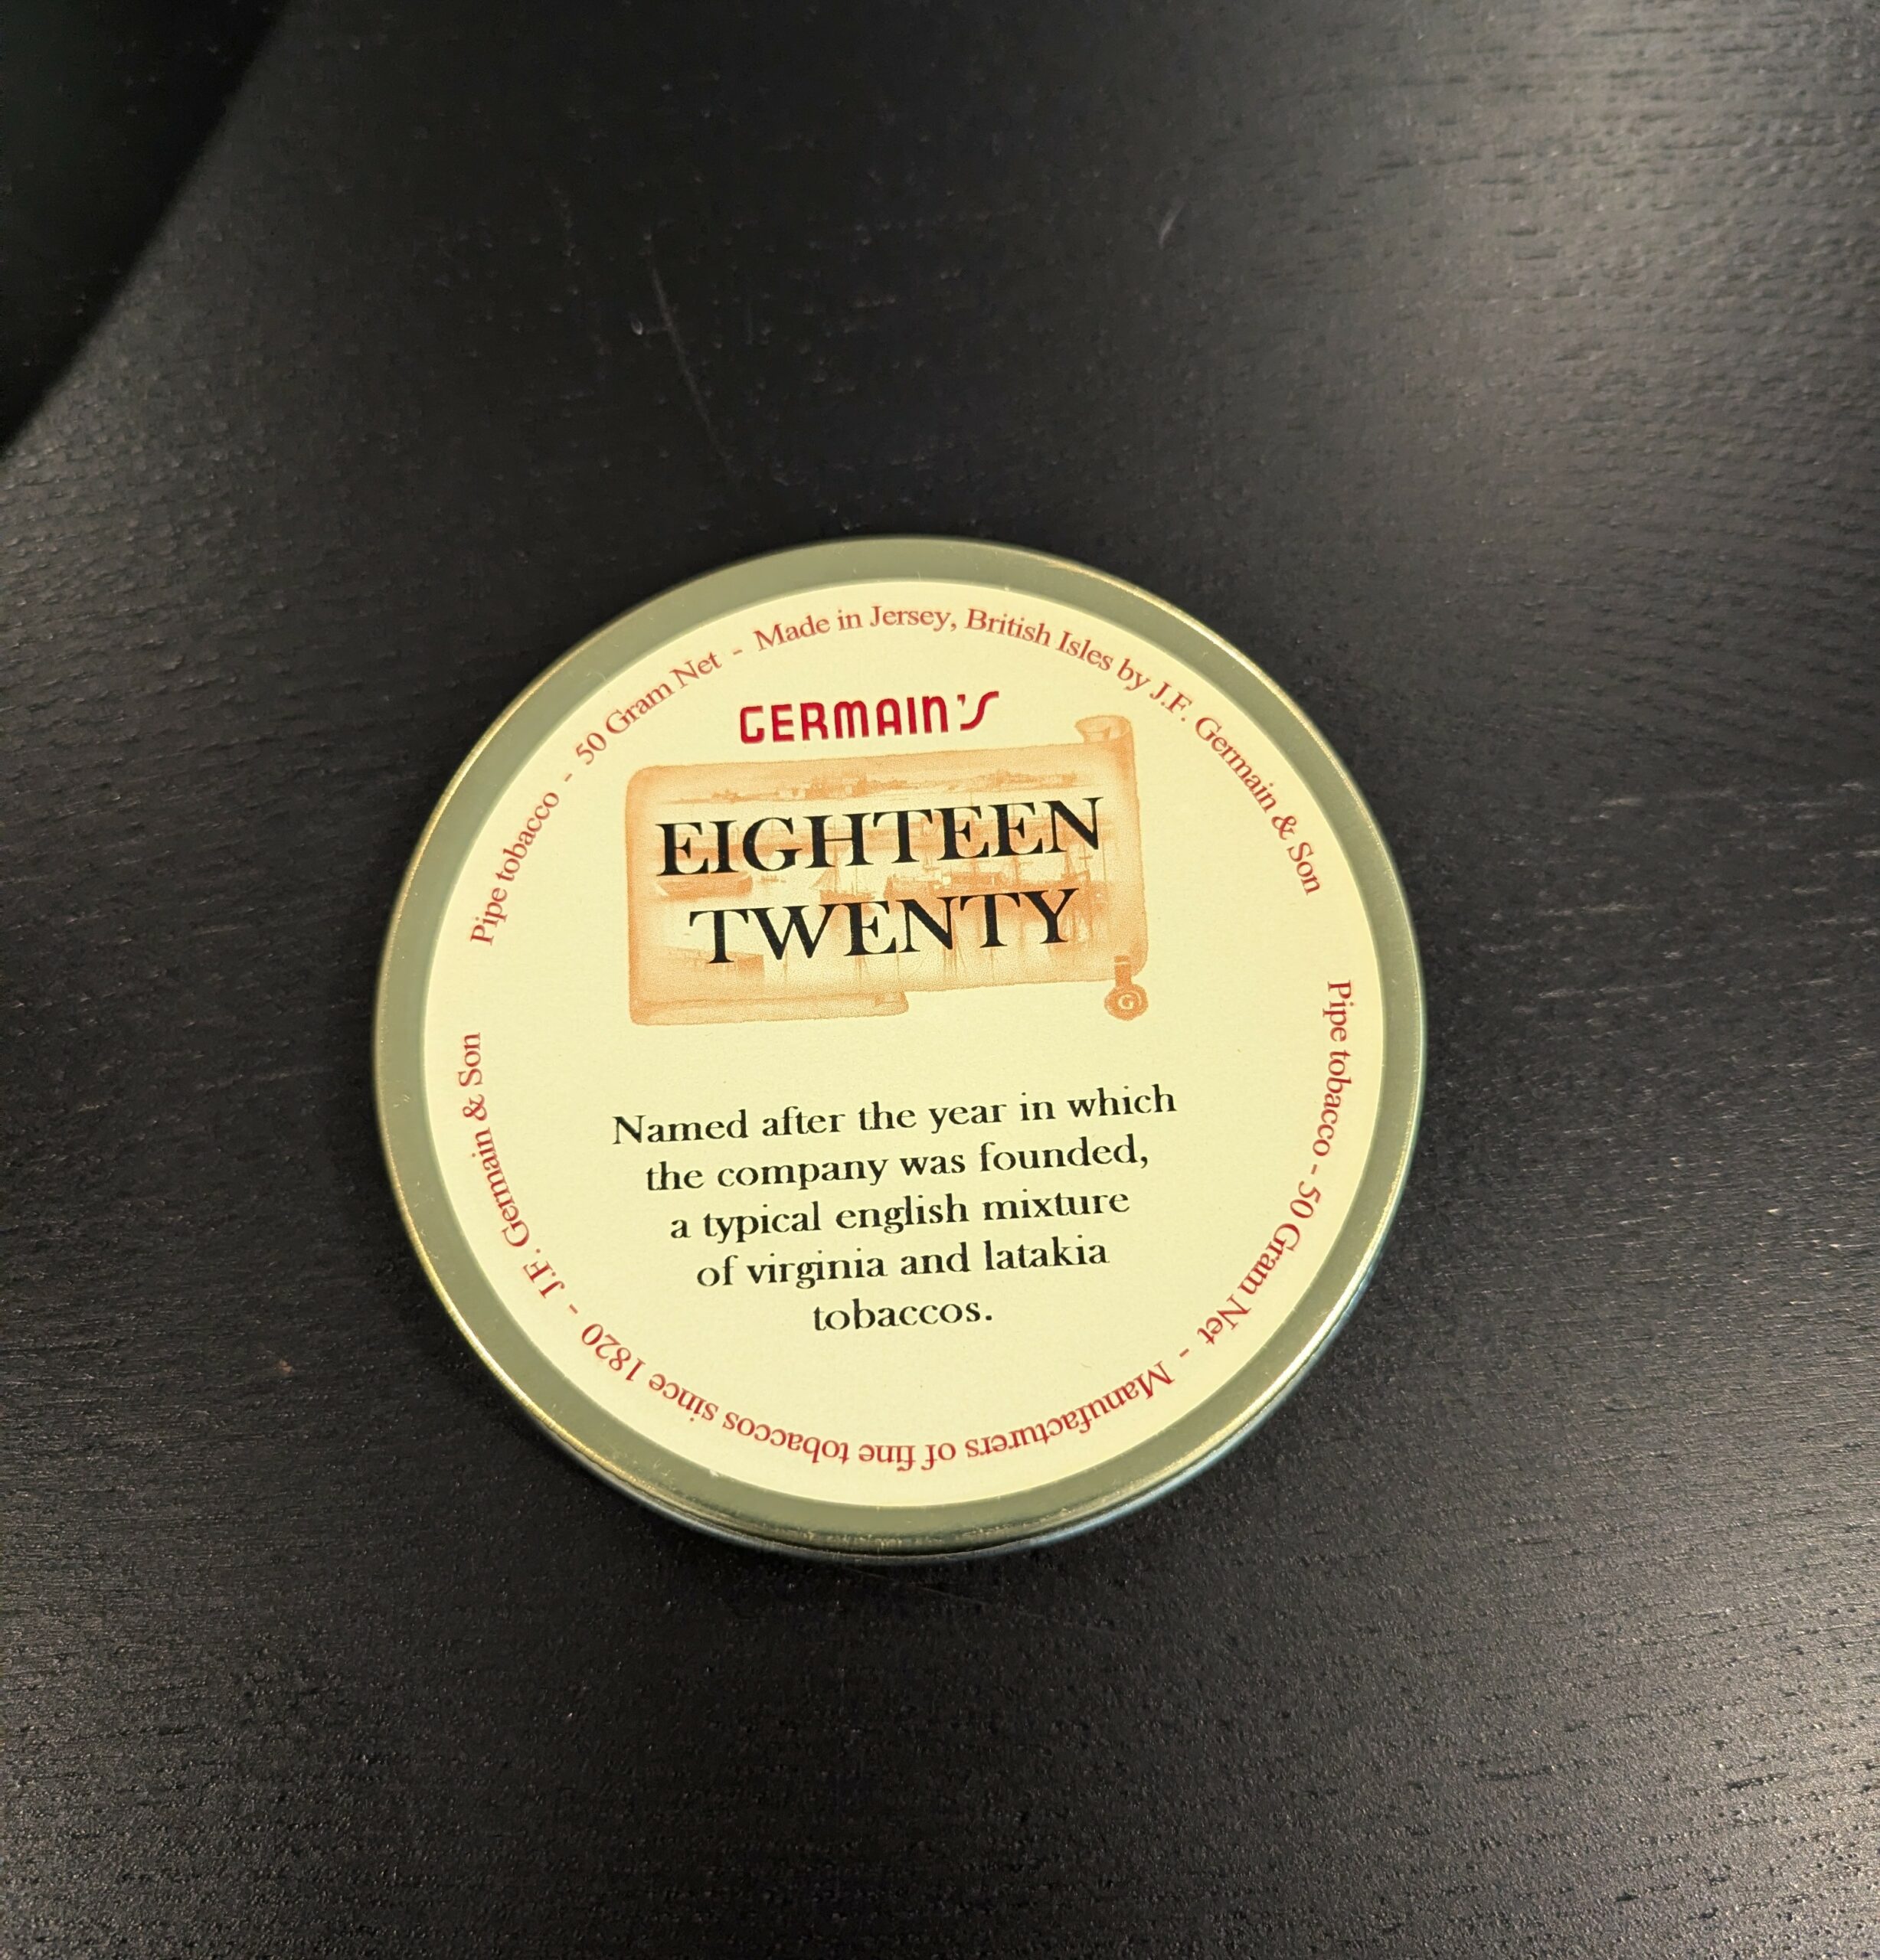 Pipe tobacco - 50 Gram Net - Made in Jersey, British Isles by J.F. Germain & Son
GERMAIN'S
EIGHTEEN
TWENTY
G
Named after the year in which
the company was founded,
a typical english mixture
of virginia and latakia
tobaccos.
Pipe tobacco - 50 Gram Net - Manufacturers of fine tobaccos since 1820 - J.F. Germain & Son